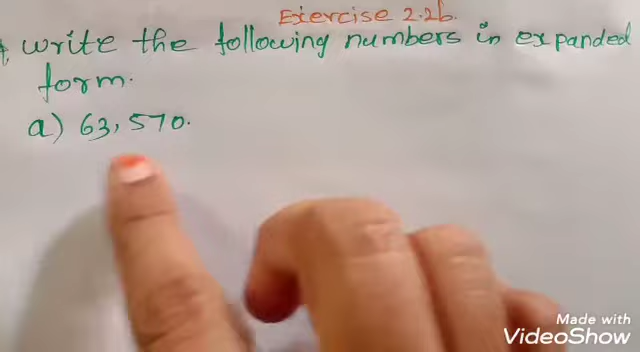 Exercise 2.2b.
write the following numbers in expanded
form.
a) 63,570.
Made with
VideoShow